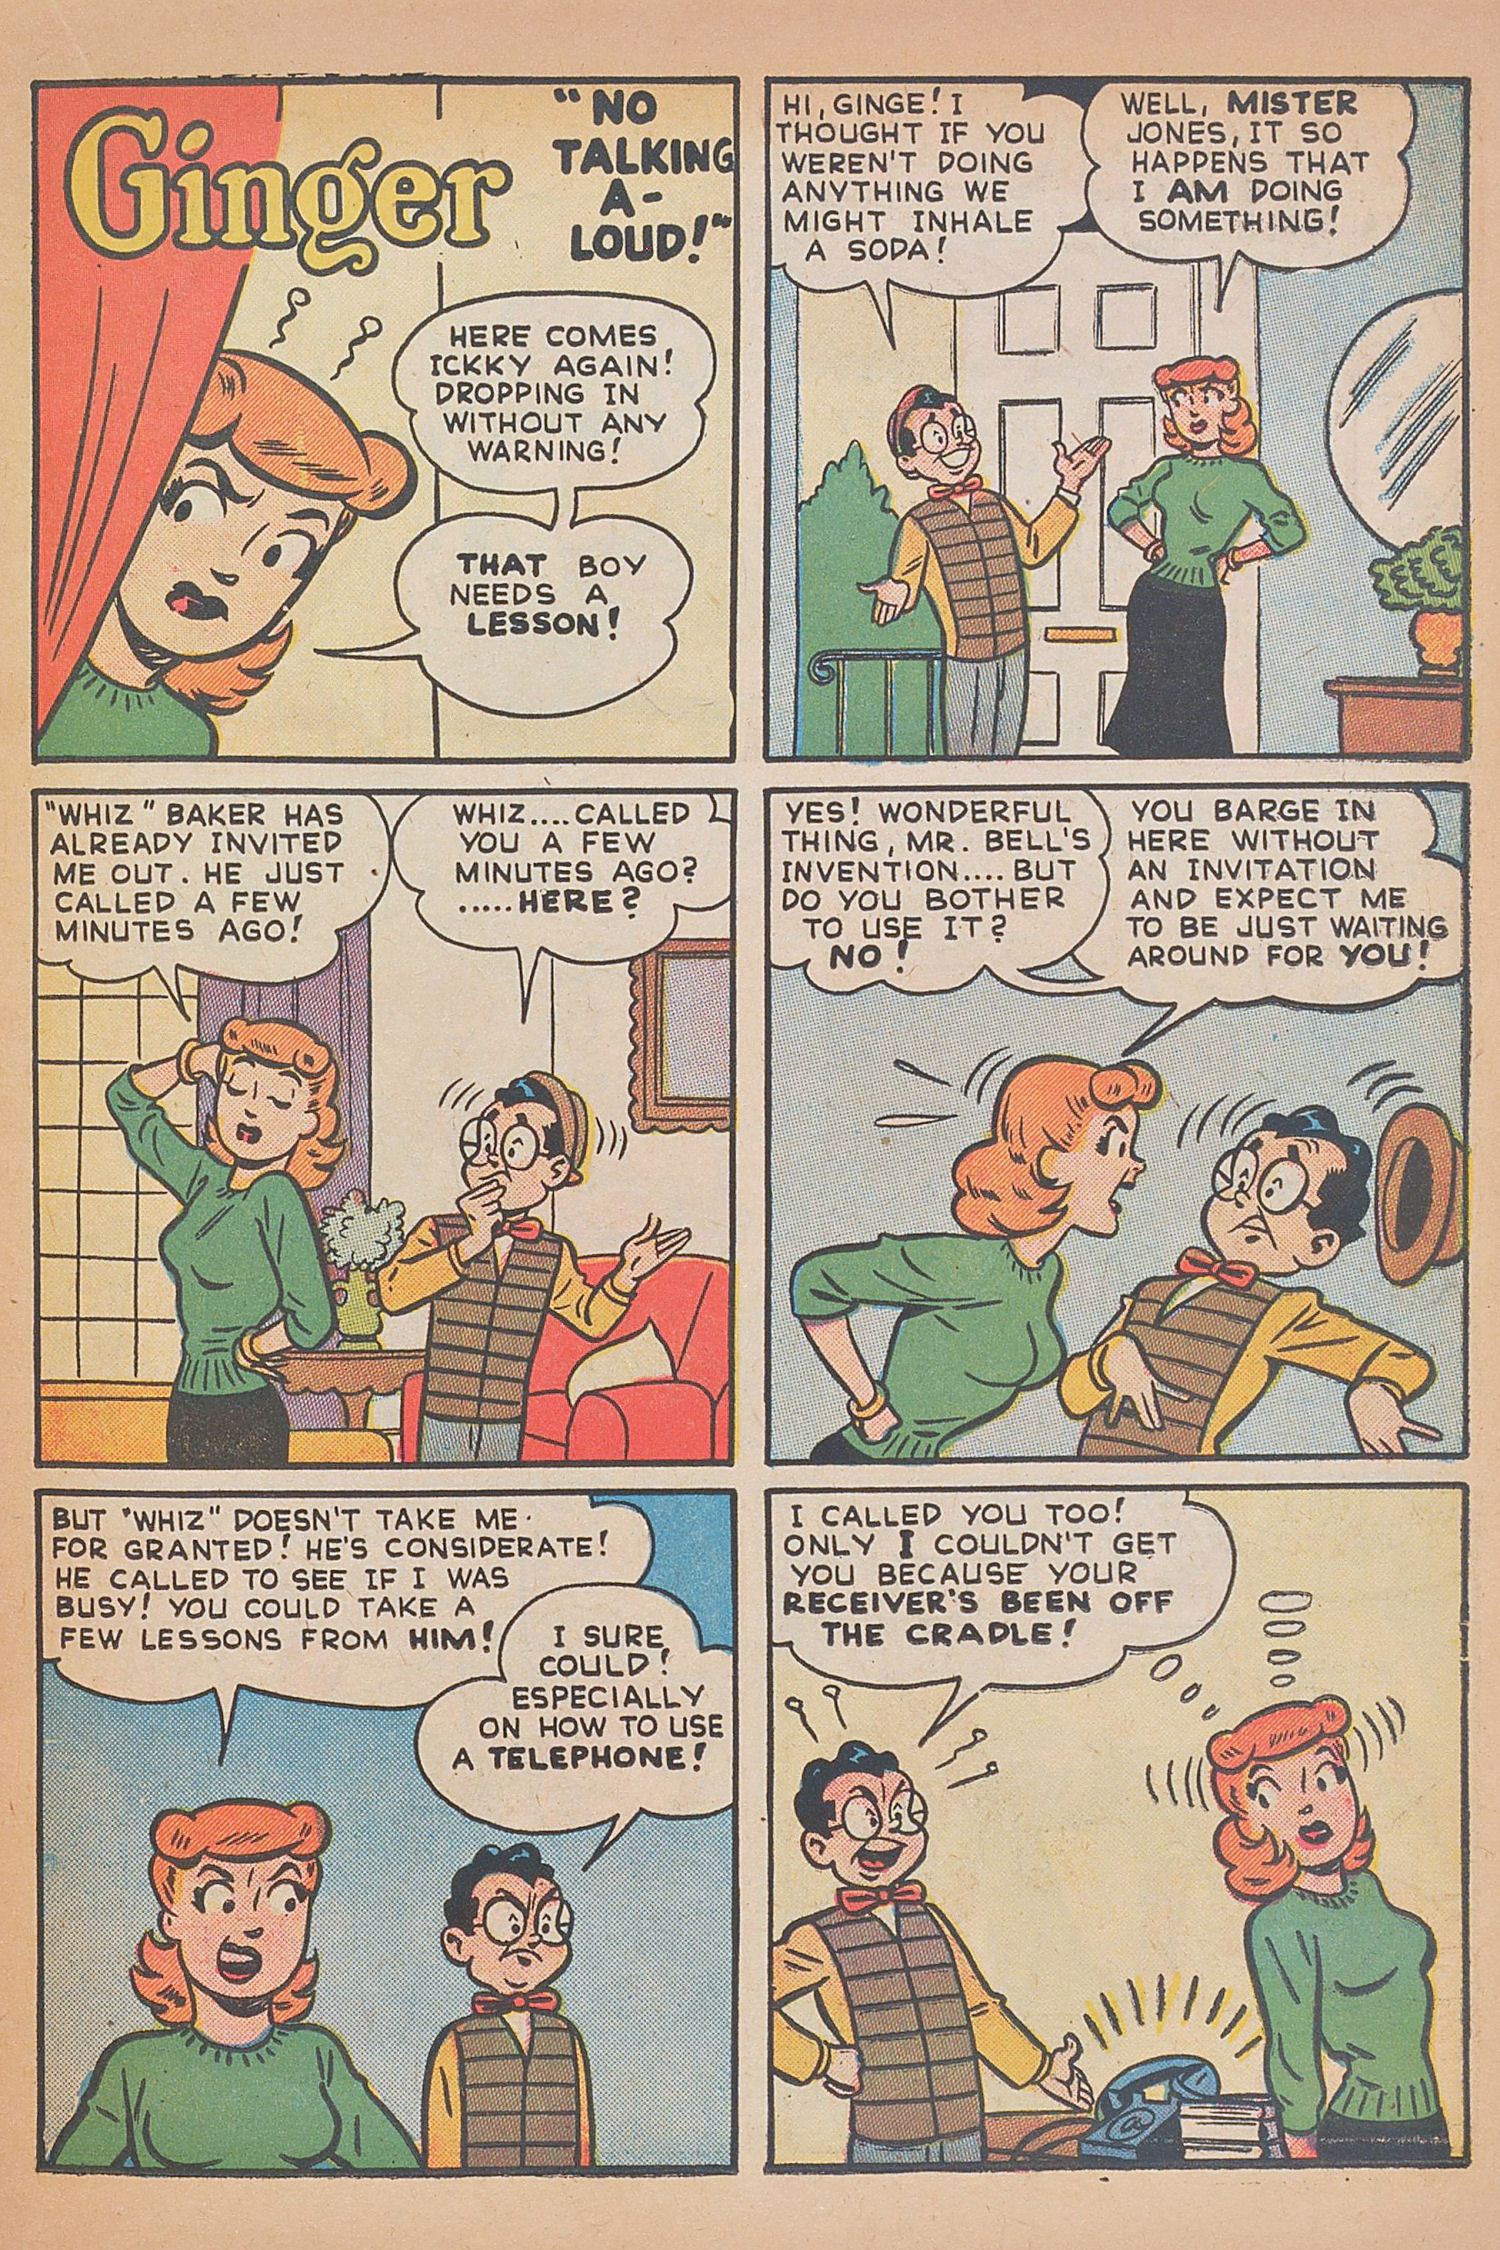 Ginger
"NO
TALKING
A-
LOUD!"
HERE COMES
ICKKY AGAIN!
DROPPING IN
WITHOUT ANY
WARNING!
THAT BOY
NEEDS A
LESSON!
HI, GINGE! I
THOUGHT IF YOU
WEREN'T DOING
ANYTHING WE
MIGHT INHALE
A SODA!
WELL, MISTER
JONES, IT SO
HAPPENS THAT
I AM DOING
SOMETHING!
"WHIZ" BAKER HAS
ALREADY INVITED
ME OUT. HE JUST
CALLED A FEW
MINUTES AGO!
WHIZ....CALLED
YOU A FEW
MINUTES AGO?
.....HERE?
YES! WONDERFUL
THING, MR. BELL'S
INVENTION....BUT
DO YOU BOTHER
TO USE IT?
NO!
YOU BARGE IN
HERE WITHOUT
AN INVITATION
AND EXPECT ME
TO BE JUST WAITING
AROUND FOR YOU!
BUT "WHIZ" DOESN'T TAKE ME
FOR GRANTED! HE'S CONSIDERATE!
HE CALLED TO SEE IF I WAS
BUSY! YOU COULD TAKE A
FEW LESSONS FROM HIM!
I SURE
COULD!
ESPECIALLY
ON HOW TO USE
A TELEPHONE!
I CALLED YOU TOO!
ONLY I COULDN'T GET
YOU BECAUSE YOUR
RECEIVER'S BEEN OFF
THE CRADLE!